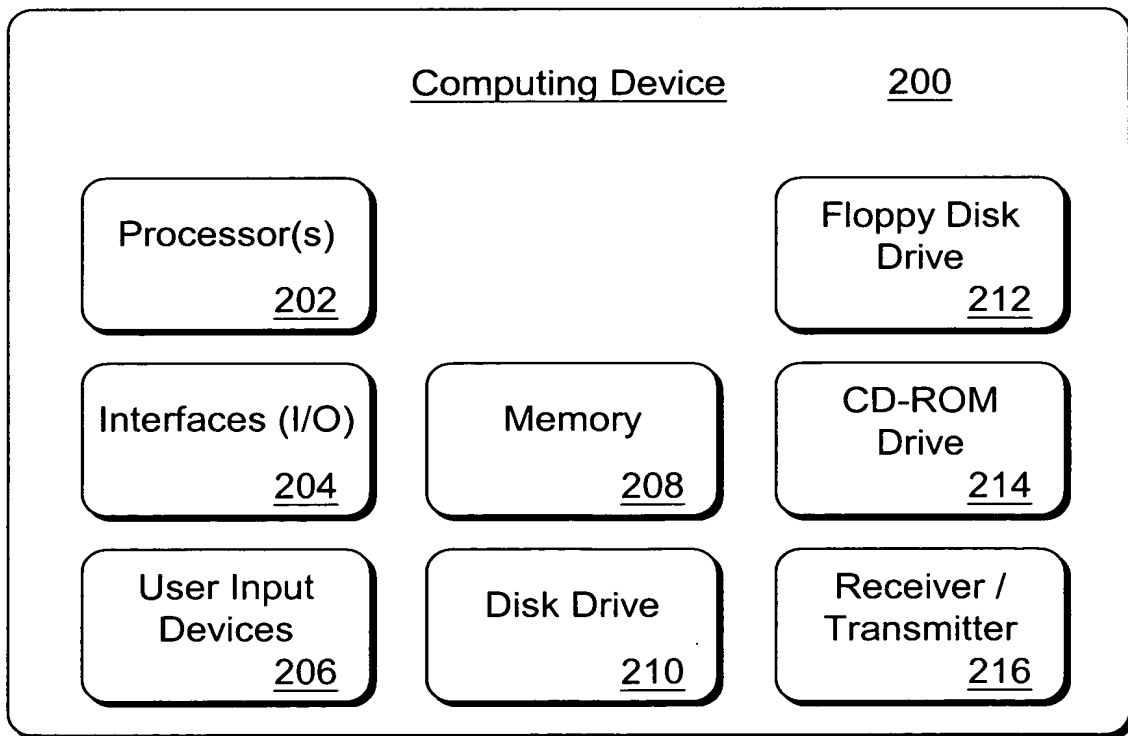 Computing Device 200
Processor(s)
202
Interfaces (I/O)
204
User Input
Devices
206
Memory
208
Disk Drive
210
Floppy Disk
Drive
212
CD-ROM
Drive
214
Receiver /
Transmitter
216